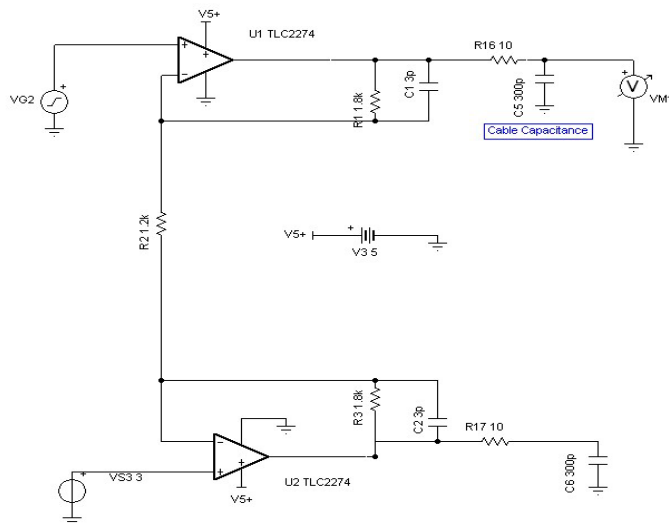 V5+
U1 TLC2274
R16 10
VG2
R1 1.8k
C1 3p
C5 300p
VM1
Cable Capacitance
R2 1.2k
V5+
V3 5
R3 1.8k
C2 3p
R17 10
VS3 3
V5+
U2 TLC2274
C6 300p